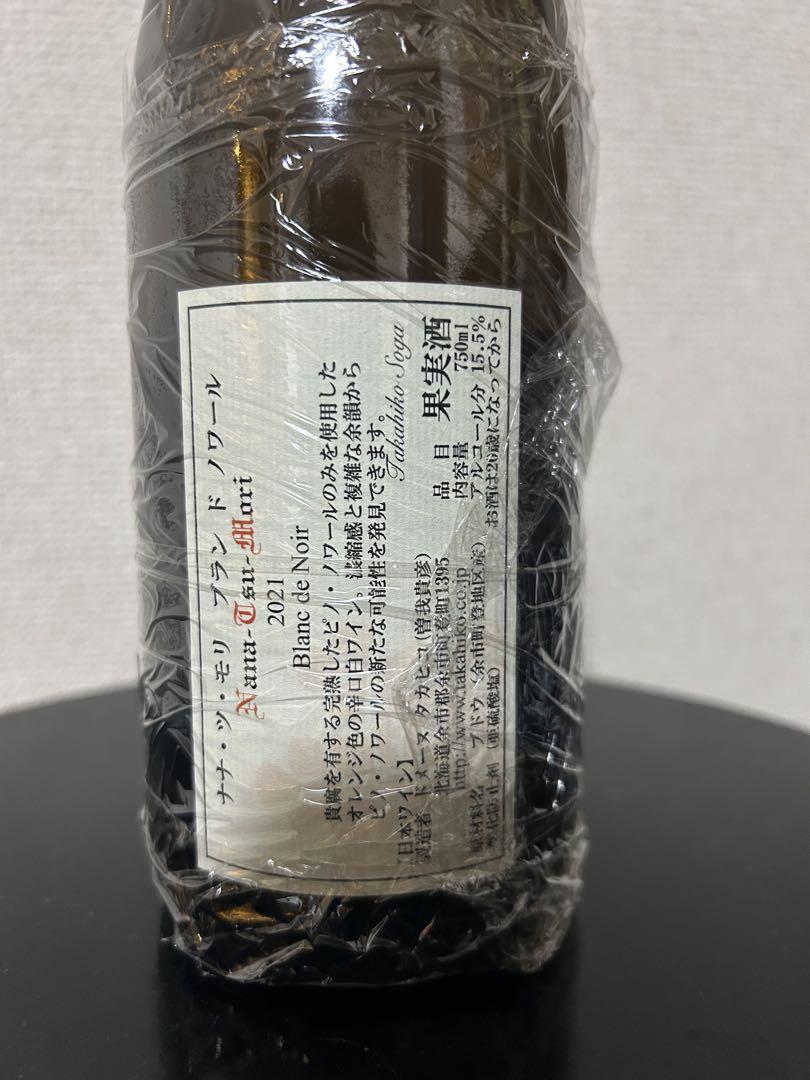 ナナ・ツ・モリ ブラン ド ノワール
Nana-Tsu-Mori
2021
Blanc de Noir
貴腐を有する完熟したピノ・ノワールのみを使用した
オレンジ色の辛口白ワイン。濃縮感と複雑な余韻から
ピノ・ノワールの新たな可能性を発見できます。
Takahiko Soga
【日本ワイン】
品目 果実酒
製造者 ドメーヌ タカヒコ(曽我貴彦) 内容量 750ml
北海道余市郡余市町登町1395 アルコール分 15.5%
http://www.takahiko.co.jp お酒は20歳になってから
原材料名 ブドウ (余市町登地区産)
酸化防止剤 (亜硫酸塩)